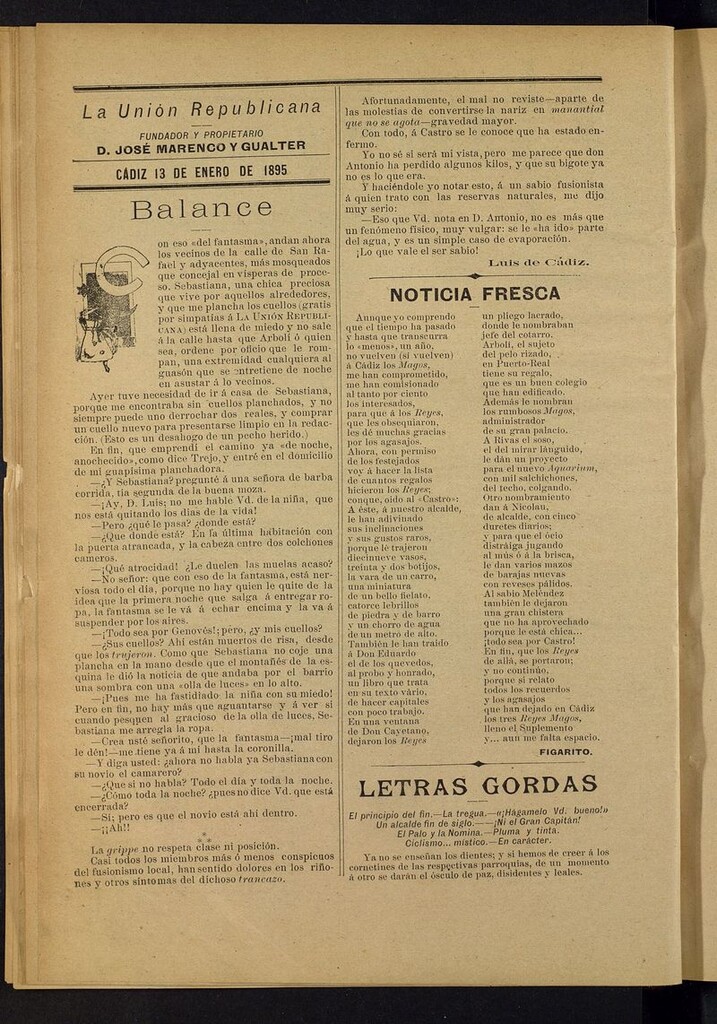 La Unión Republicana
FUNDADOR Y PROPIETARIO
D. JOSÉ MARENCO Y GUALTER
CÁDIZ 13 DE ENERO DE 1895
Balance
C
on eso «del fantasma», andan ahora
los vecinos de la calle de San Ra-
fael y adyacentes, más mosqueados
que concejal en vísperas de proce-
so. Sebastiana, una chica preciosa
que vive por aquellos alrededores,
y que me plancha los cuellos (gratis
por simpatías á LA UNIÓN REPUBLI-
CANA) está llena de miedo y no sale
á la calle hasta que Arbolí ó quien
sea, ordene por oficio que le rom-
pan, una extremidad cualquiera al
guasón que se entretiene de noche
en asustar á lo vecinos.
Ayer tuve necesidad de ir á casa de Sebastiana,
porque me encontraba sin cuellos planchados, y no
siempre puede uno derrochar dos reales, y comprar
un cuello nuevo para presentarse limpio en la redac-
ción. (Esto es un desahogo de un pecho herido.)
En fin, que emprendí el camino ya «de noche,
anochecido», como dice Trejo, y entré en el domicilio
de mi guapísima planchadora.
—¿Y Sebastiana? pregunté á una señora de barba
corrida, tía segunda de la buena moza.
—¡Ay, D. Luis; no me hable Vd. de la niña, que
nos está quitando los días de la vida!
—Pero ¿qué le pasa? ¿donde está?
—¿Que donde está? En la última habitación con
la puerta atrancada, y la cabeza entre dos colchones
cameros.
—¡Qué atrocidad! ¿Le duelen las muelas acaso?
—No señor: que con eso de la fantasma, está ner-
viosa todo el día, porque no hay quien le quite de la
idea que la primera noche que salga á entregar ro-
pa, la fantasma se le vá á echar encima y la va á
suspender por los aires.
—¡Todo sea por Genovés!; pero, ¿y mis cuellos?
—¿Sus cuellos? Ahí están muertos de risa, desde
que los trujeron. Como que Sebastiana no coje una
plancha en la mano desde que el montañés de la es-
quina le dió la noticia de que andaba por el barrio
una sombra con una «olla de luces» en lo alto.
—¡Pues me ha fastidiado la niña con su miedo!
Pero en fin, no hay más que aguantarse y á ver si
cuando pesquen al gracioso de la olla de luces, Se-
bastiana me arregla la ropa.
—Crea usté señorito, que la fantasma—¡mal tiro
le dén!—me tiene ya á mí hasta la coronilla.
—Y diga usted: ¿ahora no habla ya Sebastiana con
su novio el camarero?
—¿Que si no habla? Todo el día y toda la noche.
—¿Cómo toda la noche? ¿pues no dice Vd. que está
encerrada?
—Sí; pero es que el novio está ahí dentro.
—¡¡Ah!!
*
* *
La grippe no respeta clase ni posición.
Casi todos los miembros más ó menos conspicuos
del fusionismo local, han sentido dolores en los riño-
nes y otros síntomas del dichoso trancazo.
Afortunadamente, el mal no reviste—aparte de
las molestias de convertirse la nariz en manantial
que no se agota—gravedad mayor.
Con todo, á Castro se le conoce que ha estado en-
fermo.
Yo no sé si será mi vista, pero me parece que don
Antonio ha perdido algunos kilos, y que su bigote ya
no es lo que era.
Y haciéndole yo notar esto, á un sabio fusionista
á quien trato con las reservas naturales, me dijo
muy serio:
—Eso que Vd. nota en D. Antonio, no es más que
un fenómeno físico, muy vulgar: se le «ha ido» parte
del agua, y es un simple caso de evaporación.
¡Lo que vale el ser sabio!
Luis de Cádiz.
NOTICIA FRESCA
Aunque yo comprendo
que el tiempo ha pasado
y hasta que transcurra
lo «menos», un año,
no vuelven (si vuelven)
á Cádiz los Magos,
me han comprometido,
me han comisionado
al tanto por ciento
los interesados,
para que á los Reyes,
que les obsequiaron,
les dé muchas gracias
por los agasajos.
Ahora, con permiso
de los festejados
voy á hacer la lista
de cuantos regalos
hicieron los Reyes;
conque, oído al «Castro»:
A éste, á nuestro alcalde,
le han adivinado
sus inclinaciones
y sus gustos raros,
porque lé trajeron
diecinueve vasos,
treinta y dos botijos,
la vara de un carro,
una miniatura
de un bello fielato,
catorce lebrillos
de piedra y de barro
y un chorro de agua
de un metro de alto.
También le han traído
á Don Eduardo
el de los quevedos,
al probo y honrado,
un libro que trata
en su texto vário,
de hacer capitales
con poco trabajo.
En una ventana
de Don Cayetano,
dejaron los Reyes
un pliego lacrado,
donde le nombraban
jefe del cotarro.
Arbolí, el sujeto
del pelo rizado,
en Puerto-Real
tiene su regalo,
que es un buen colegio
que han edificado.
Además le nombran
los rumbosos Magos,
administrador
de su gran palacio.
A Rivas el soso,
el del mirar lánguido,
le dán un proyecto
para el nuevo Aquarium,
con mil salchichones,
del techo, colgando.
Otro nombramiento
dan á Nicolau,
de alcalde, con cinco
duretes diarios;
y para que el ócio
distraiga jugando
al mús ó á la brisca,
le dan varios mazos
de barajas nuevas
con reveses pálidos.
Al sabio Meléndez
también le dejaron
una gran chistera
que no ha aprovechado
porque le está chica...
¡todo sea por Castro!
En fin, que los Reyes
de allá, se portaron;
y no continúo,
porque si relato
todos los recuerdos
y los agasajos
que han dejado en Cádiz
los tres Reyes Magos,
lleno el Suplemento
y... aun me falta espacio.
FIGARITO.
LETRAS GORDAS
El principio del fin.—La tregua.—«¡Hágamelo Vd. bueno!»
Un alcalde fin de siglo.——¡Ni el Gran Capitán!
El Palo y la Nomina.—Pluma y tinta.
Ciclismo... místico.—En carácter.
Ya no se enseñan los dientes; y si hemos de creer á los
cornetines de las respectivas parroquias, de un momento
á otro se darán el ósculo de paz, disidentes y leales.